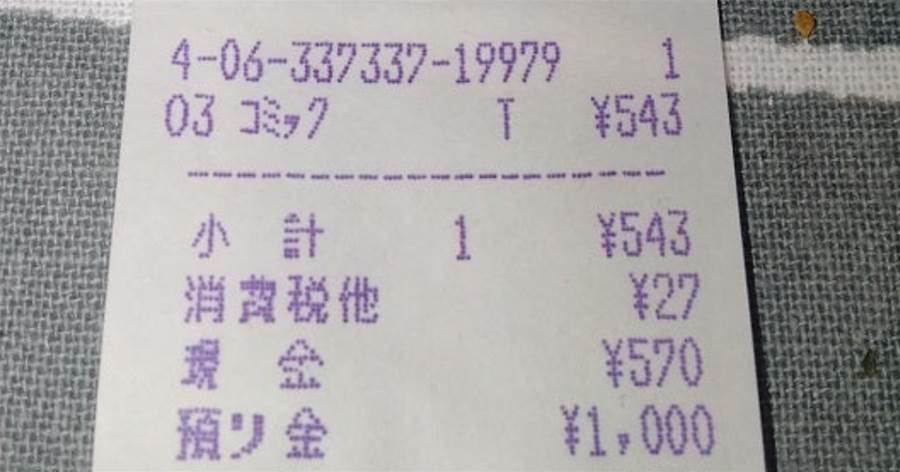 4-06-337337-19979 1
03 コミック T ¥543
小 計 1 ¥543
消費税他 ¥27
現 金 ¥570
預り金 ¥1,000